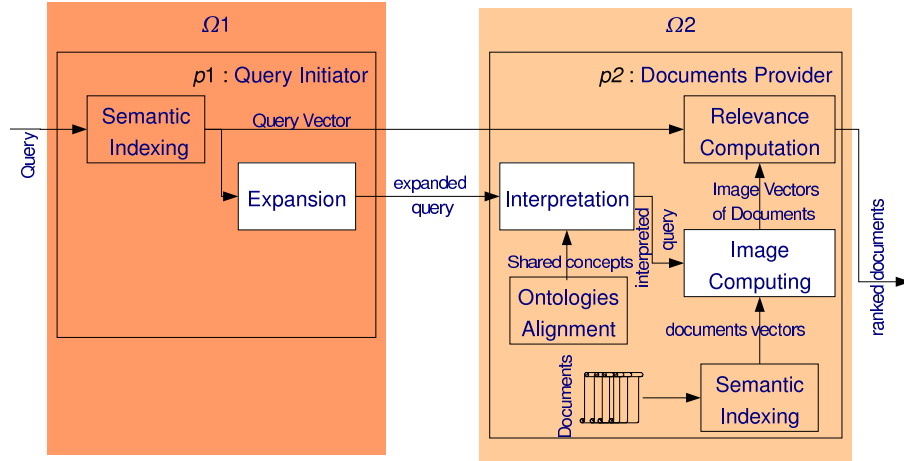 Ω1
Ω2
p1 : Query Initiator
p2 : Documents Provider
Semantic
Indexing
Query
Query Vector
Relevance
Computation
Expansion
expanded
query
Interpretation
interpreted
query
Image Vectors
of Documents
Image
Computing
Shared concepts
Ontologies
Alignment
ranked documents
documents vectors
Documents
Semantic
Indexing